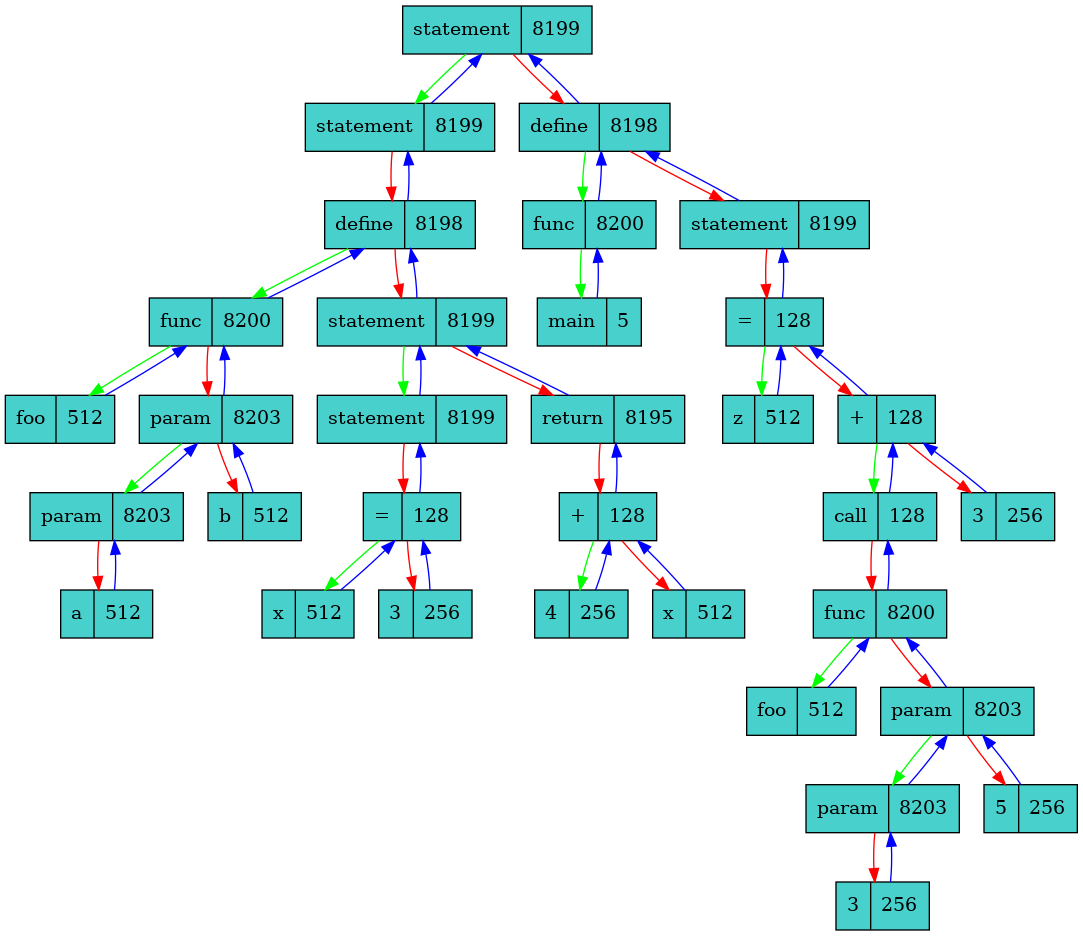 statement 8199
statement 8199
define 8198
define 8198
func 8200
statement 8199
func 8200
statement 8199
main 5
= 128
foo 512
param 8203
statement 8199
return 8195
z 512
+ 128
param 8203
b 512
= 128
+ 128
call 128
3 256
a 512
x 512
3 256
4 256
x 512
func 8200
foo 512
param 8203
param 8203
5 256
3 256